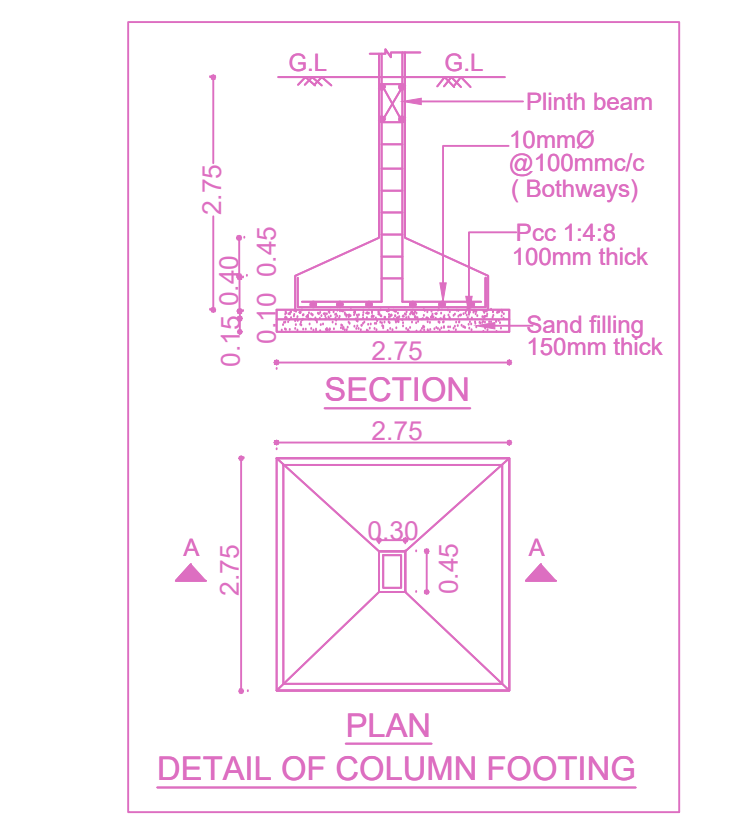 G.L
G.L
Plinth beam
10mmØ
@100mmc/c
( Bothways)
2.75
0.45
0.40
Pcc 1:4:8
100mm thick
0.10
0.15
Sand filling
150mm thick
2.75
SECTION
2.75
0.30
A
A
2.75
0.45
PLAN
DETAIL OF COLUMN FOOTING